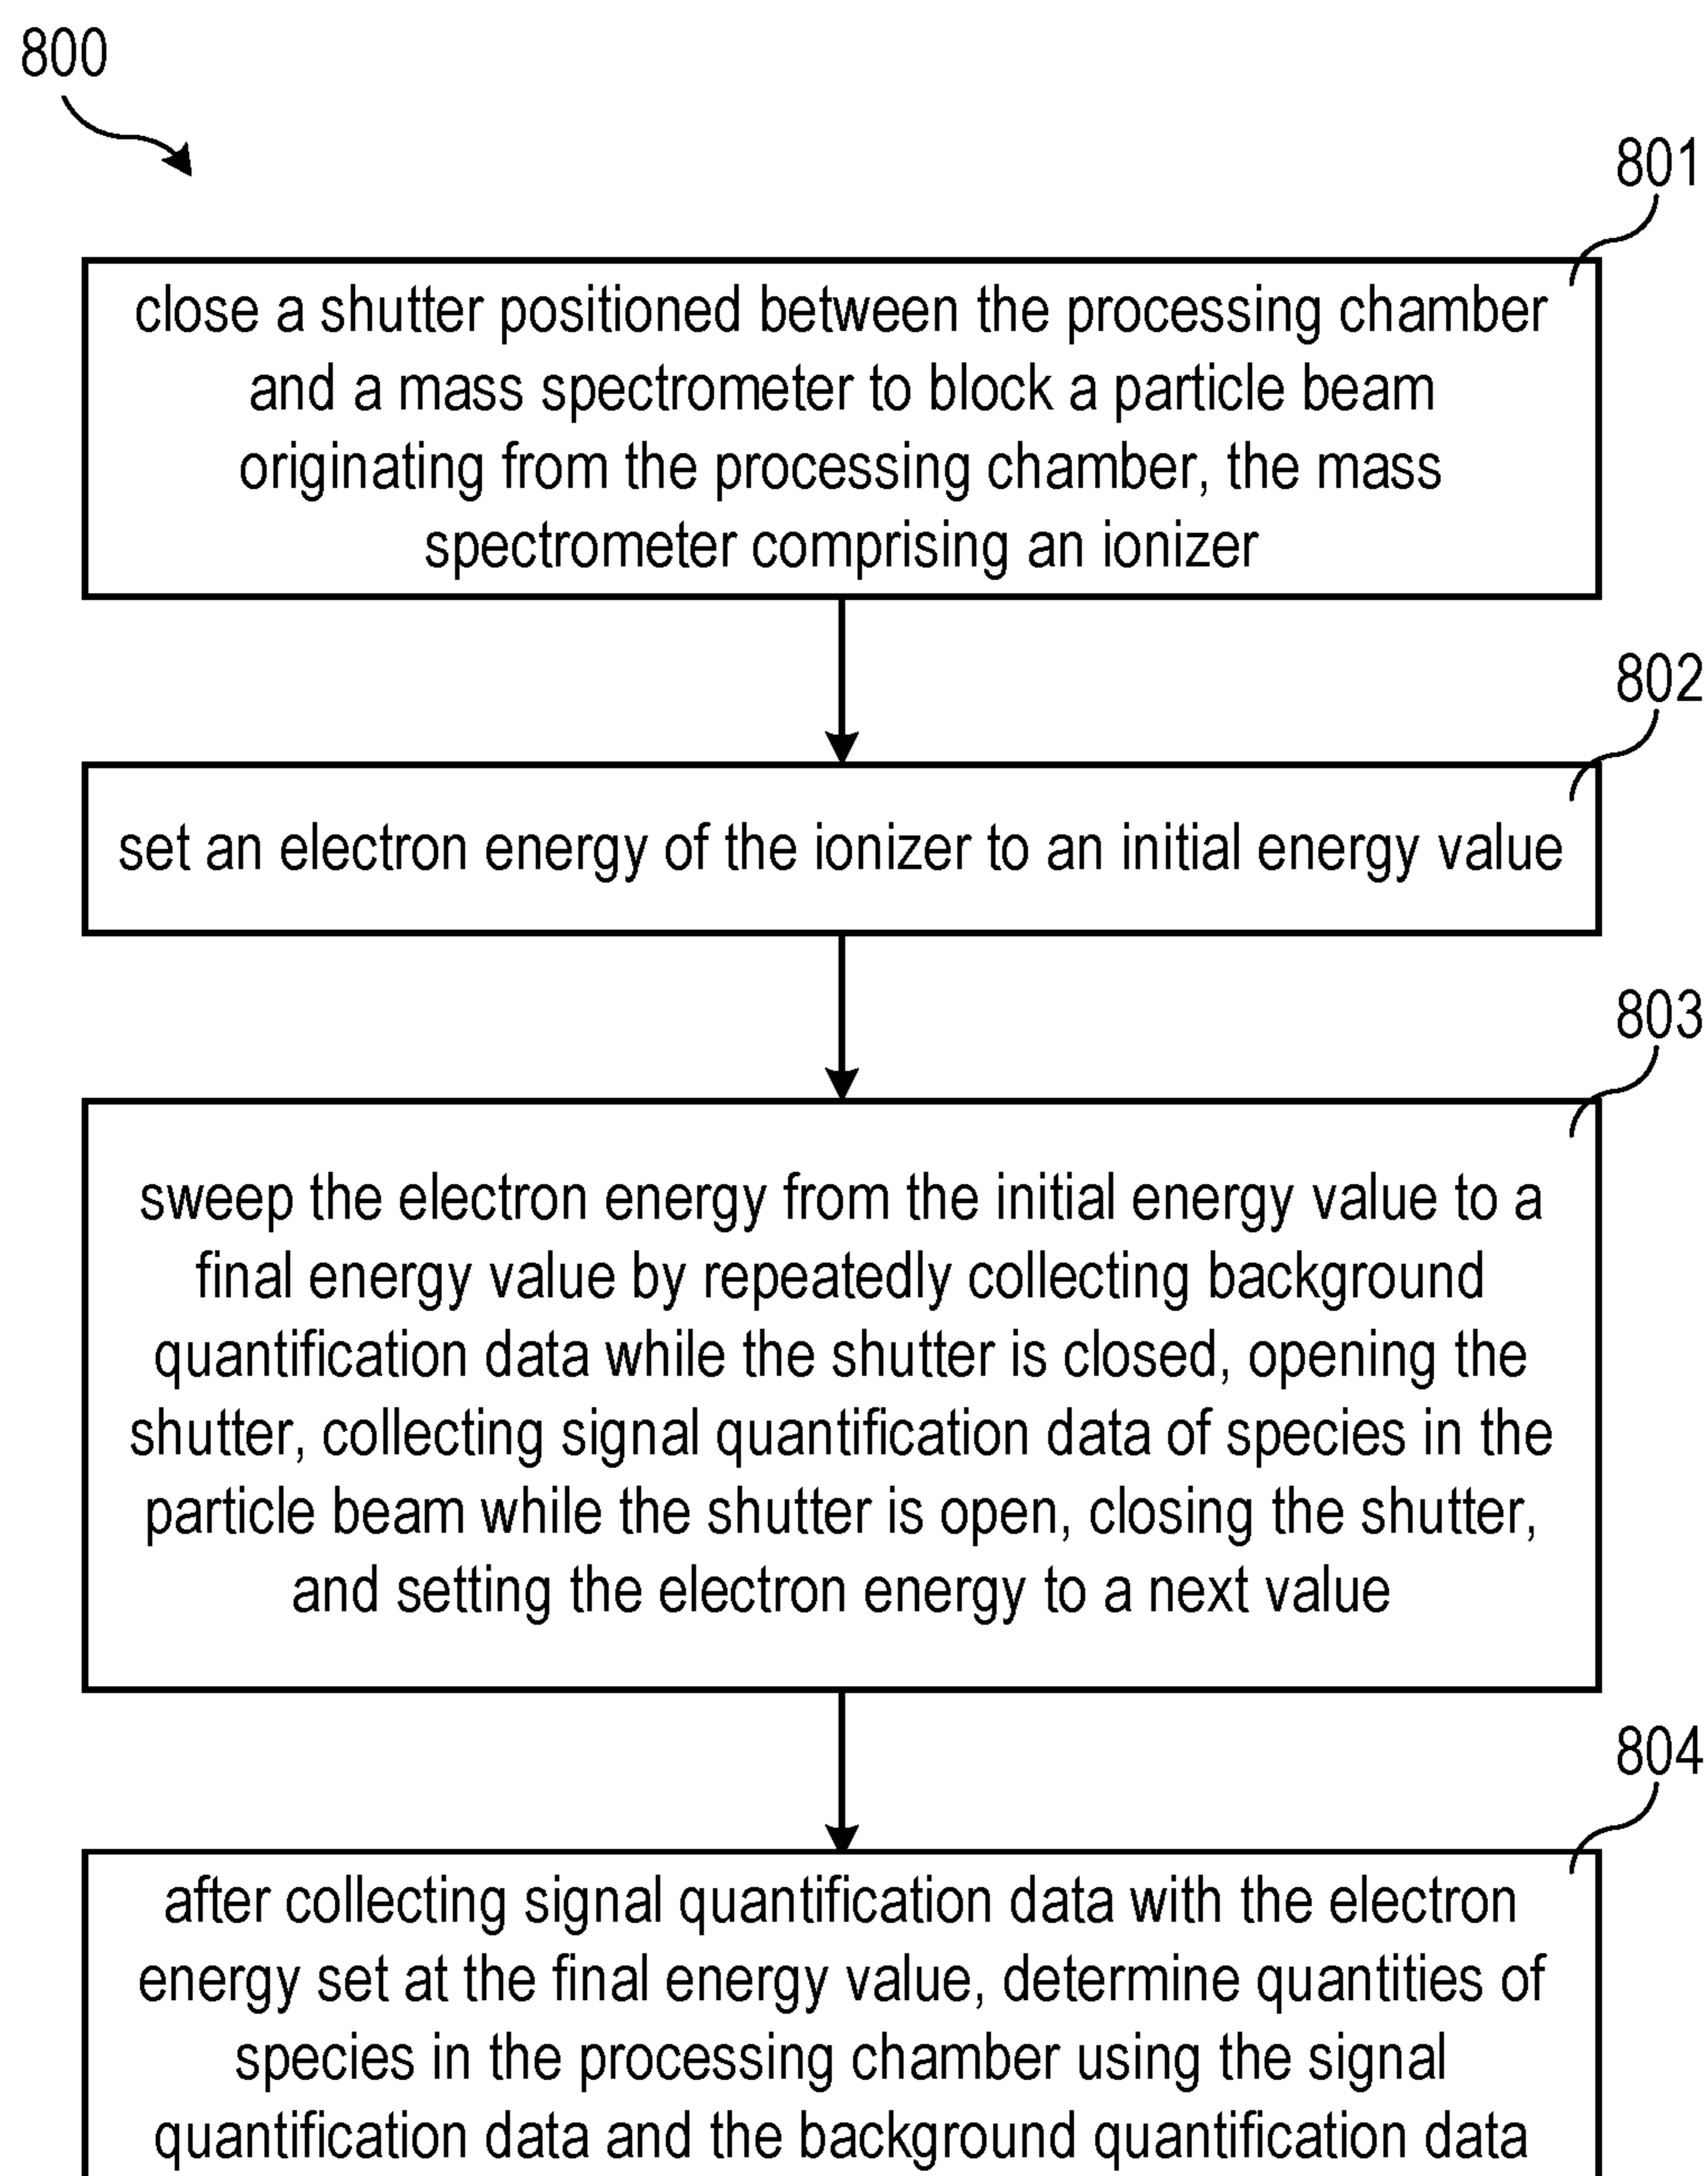 800
801
close a shutter positioned between the processing chamber
and a mass spectrometer to block a particle beam
originating from the processing chamber, the mass
spectrometer comprising an ionizer
802
set an electron energy of the ionizer to an initial energy value
803
sweep the electron energy from the initial energy value to a
final energy value by repeatedly collecting background
quantification data while the shutter is closed, opening the
shutter, collecting signal quantification data of species in the
particle beam while the shutter is open, closing the shutter,
and setting the electron energy to a next value
804
after collecting signal quantification data with the electron
energy set at the final energy value, determine quantities of
species in the processing chamber using the signal
quantification data and the background quantification data